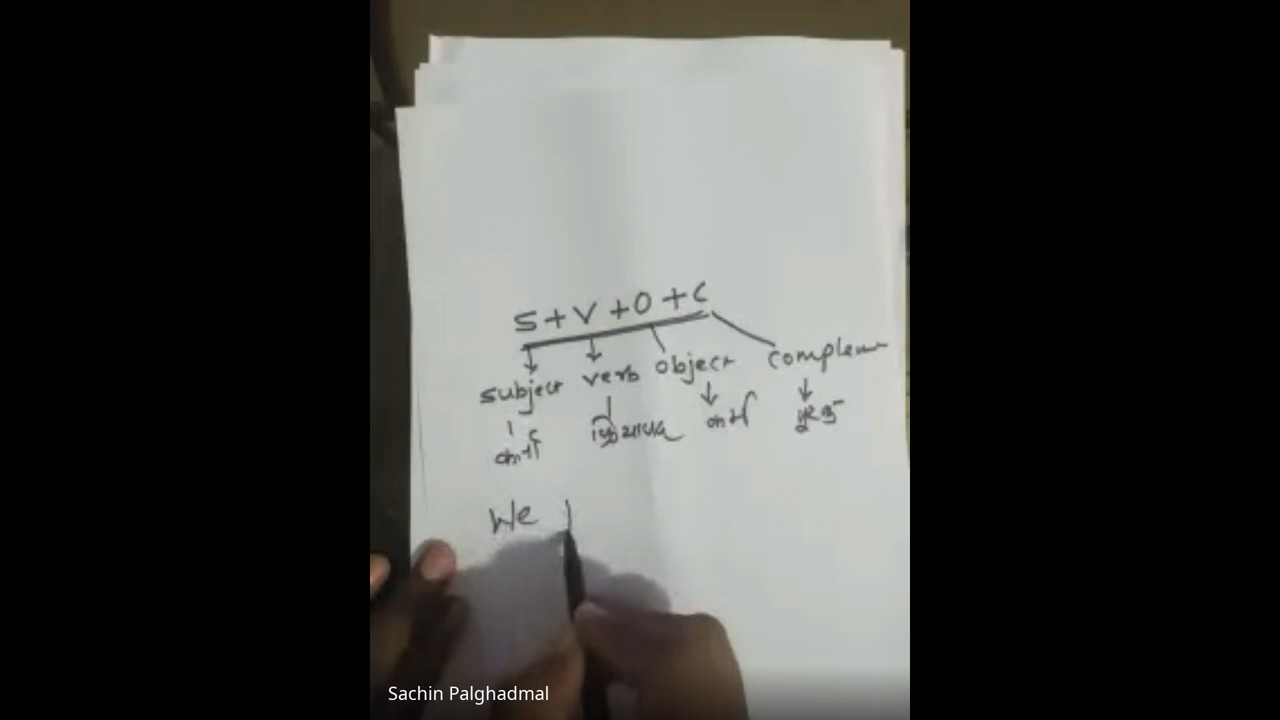 S + V + O + C
subject verb object complem
कर्ता क्रियापद कर्म पुरक
We
Sachin Palghadmal